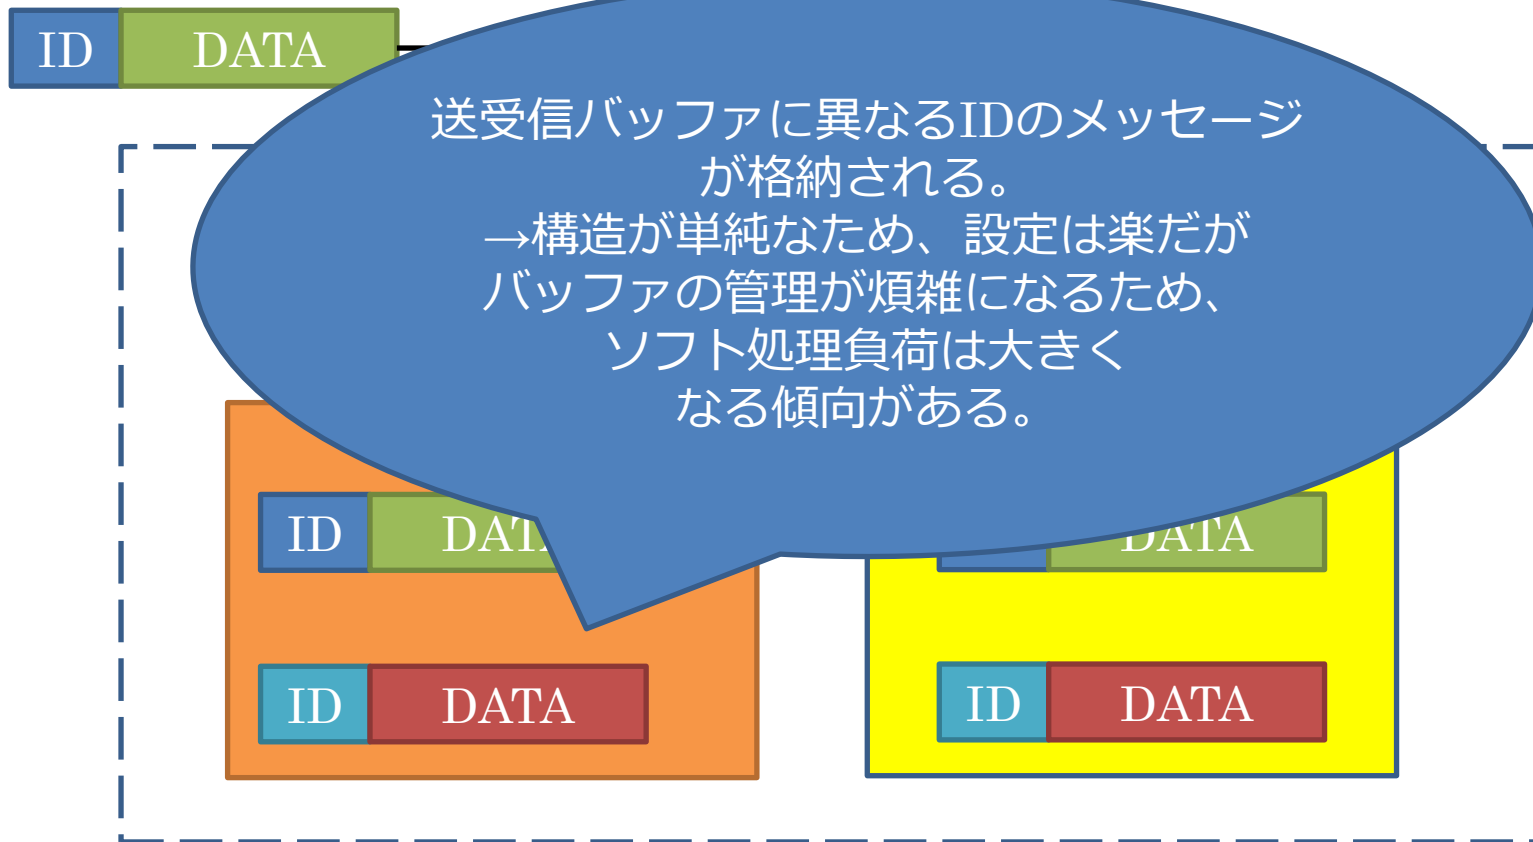 ID DATA
送受信バッファに異なるIDのメッセージ
が格納される。
→構造が単純なため、設定は楽だが
バッファの管理が煩雑になるため、
ソフト処理負荷は大きく
なる傾向がある。
ID DATA
DATA
ID DATA
ID DATA